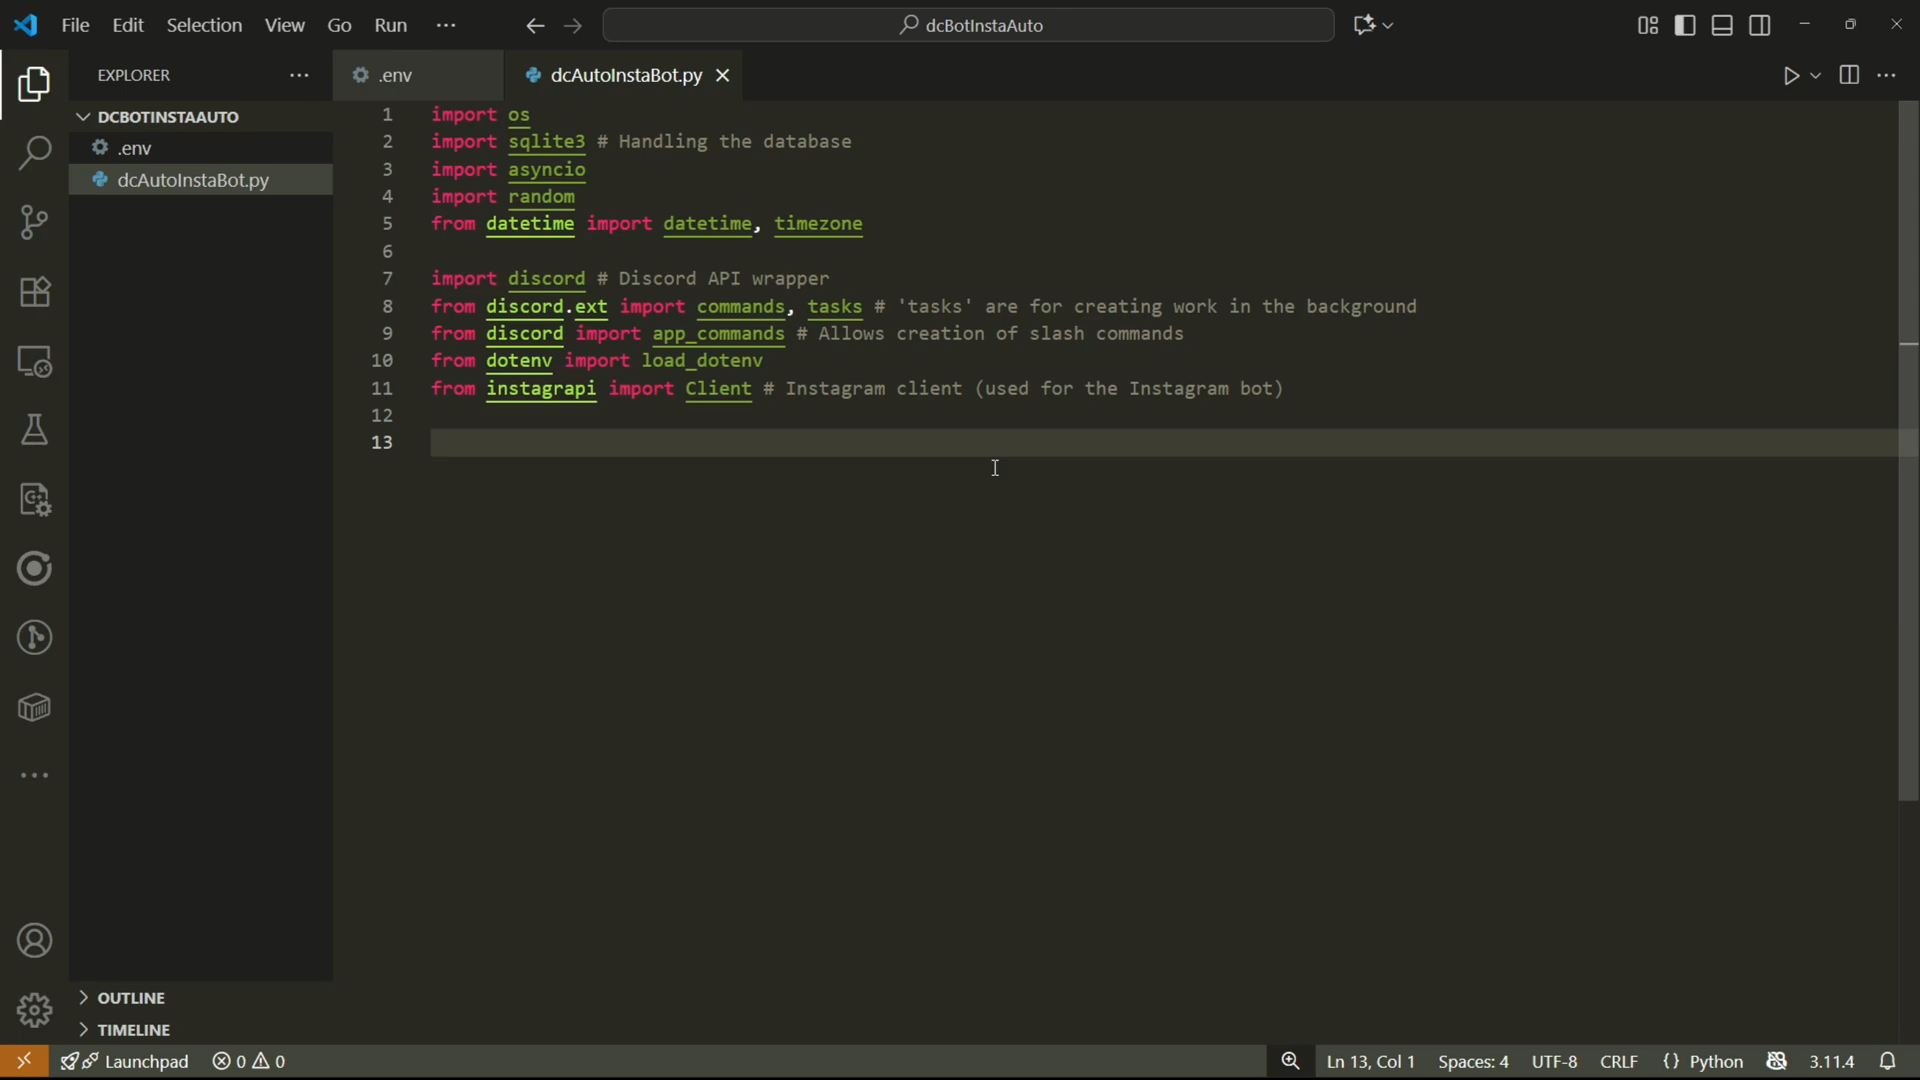 File Edit Selection View Go Run ...
dcBotInstaAuto
EXPLORER
.env
dcAutoInstaBot.py
DCBOTINSTAAUTO
.env
dcAutoInstaBot.py
1 import os
2 import sqlite3 # Handling the database
3 import asyncio
4 import random
5 from datetime import datetime, timezone
6
7 import discord # Discord API wrapper
8 from discord.ext import commands, tasks # 'tasks' are for creating work in the background
9 from discord import app_commands # Allows creation of slash commands
10 from dotenv import load_dotenv
11 from instagrapi import Client # Instagram client (used for the Instagram bot)
12
13
OUTLINE
TIMELINE
Launchpad 0 0 Ln 13, Col 1 Spaces: 4 UTF-8 CRLF {} Python 3.11.4